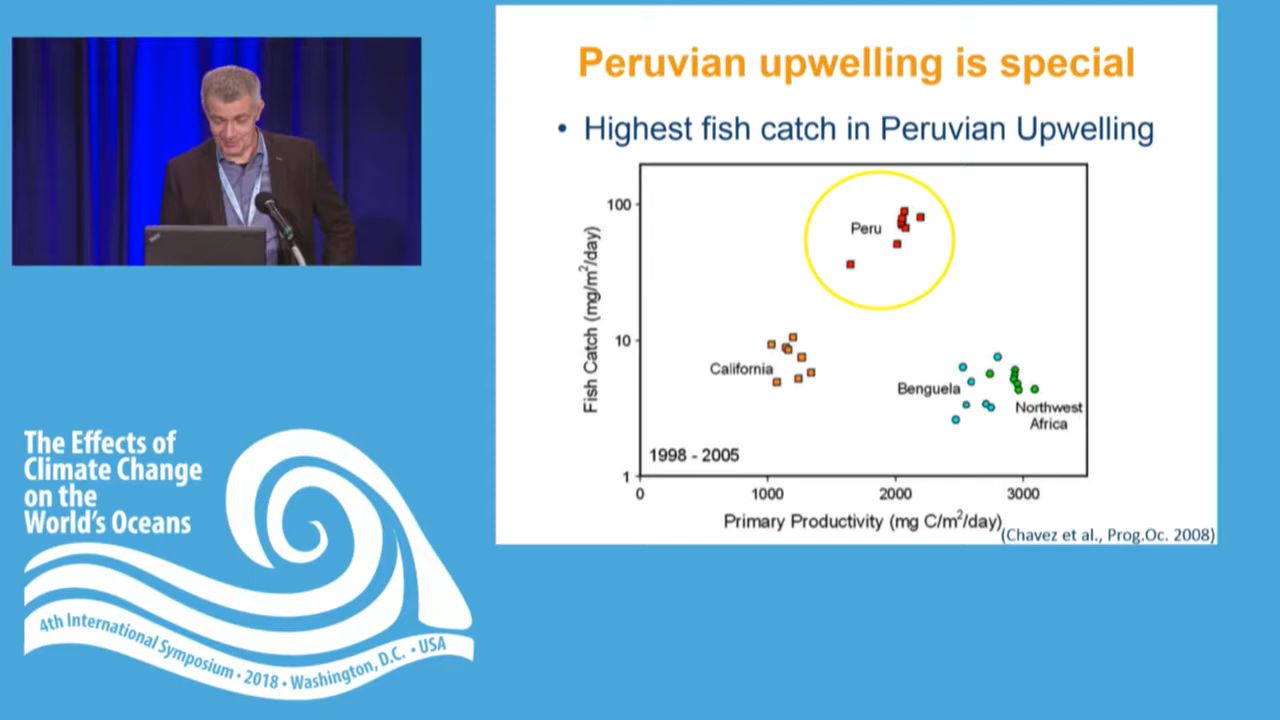 Peruvian upwelling is special
• Highest fish catch in Peruvian Upwelling
Fish Catch (mg/m²/day)
100
10
1
Peru
California
Benguela
Northwest
Africa
1998 - 2005
0
1000
2000
3000
Primary Productivity (mg C/m²/day)
(Chavez et al., Prog.Oc. 2008)
The Effects of
Climate Change
on the
World's Oceans
4th International Symposium • 2018 • Washington, D.C. • USA